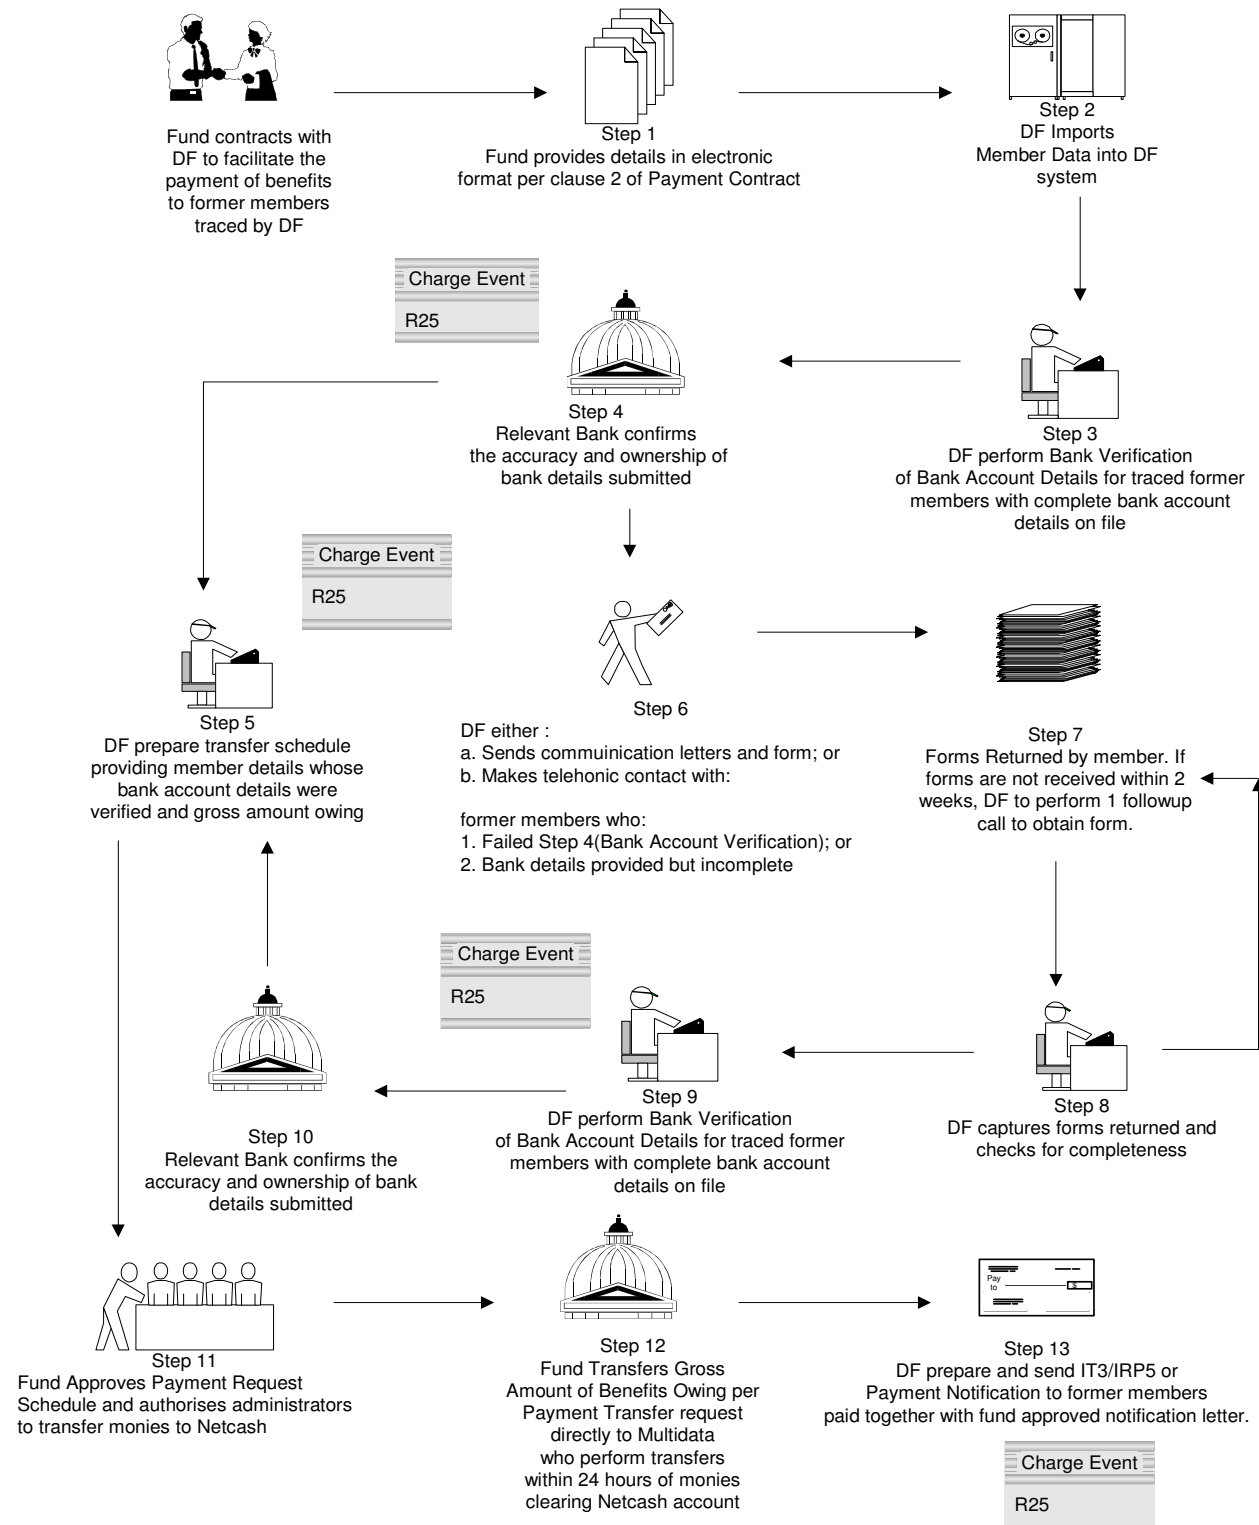 Fund contracts with
DF to facilitate the
payment of benefits
to former members
traced by DF
Step 1
Fund provides details in electronic
format per clause 2 of Payment Contract
Step 2
DF Imports
Member Data into DF
system
Charge Event
R25
Step 4
Relevant Bank confirms
the accuracy and ownership of
bank details submitted
Step 3
DF perform Bank Verification
of Bank Account Details for traced former
members with complete bank account
details on file
Charge Event
R25
Step 5
DF prepare transfer schedule
providing member details whose
bank account details were
verified and gross amount owing
Step 6
DF either :
a. Sends commuinication letters and form; or
b. Makes telehonic contact with:
former members who:
1. Failed Step 4(Bank Account Verification); or
2. Bank details provided but incomplete
Step 7
Forms Returned by member. If
forms are not received within 2
weeks, DF to perform 1 followup
call to obtain form.
Charge Event
R25
Step 8
DF captures forms returned and
checks for completeness
Step 9
DF perform Bank Verification
of Bank Account Details for traced former
members with complete bank account
details on file
Step 10
Relevant Bank confirms the
accuracy and ownership of bank
details submitted
Step 11
Fund Approves Payment Request
Schedule and authorises administrators
to transfer monies to Netcash
Step 12
Fund Transfers Gross
Amount of Benefits Owing per
Payment Transfer request
directly to Multidata
who perform transfers
within 24 hours of monies
clearing Netcash account
Pay
to
$
Step 13
DF prepare and send IT3/IRP5 or
Payment Notification to former members
paid together with fund approved notification letter.
Charge Event
R25